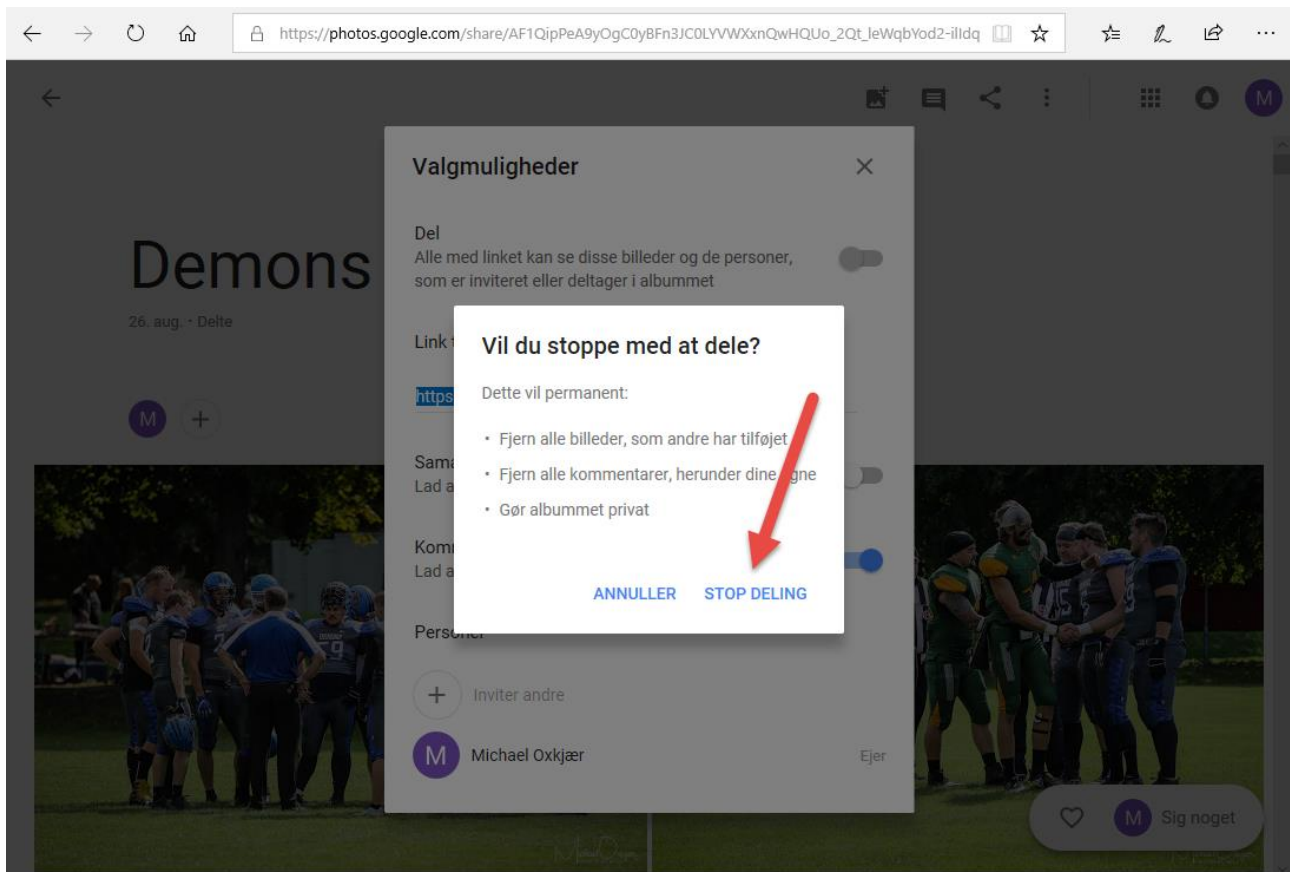 https://photos.google.com/share/AF1QipPeA9yOgC0yBFn3JC0LYVWXxnQwHQUo_2Qt_leWqbYod2-ilIdq
M
Valgmuligheder
Del
Alle med linket kan se disse billeder og de personer,
som er inviteret eller deltager i albummet
Demons
26. aug. · Delte
Link
Vil du stoppe med at dele?
https
Dette vil permanent:
M
• Fjern alle billeder, som andre har tilføjet
• Fjern alle kommentarer, herunder dine egne
• Gør albummet privat
Lad
Lad
ANNULLER STOP DELING
Personer
Inviter andre
M Michael Oxkjær Ejer
M Sig noget